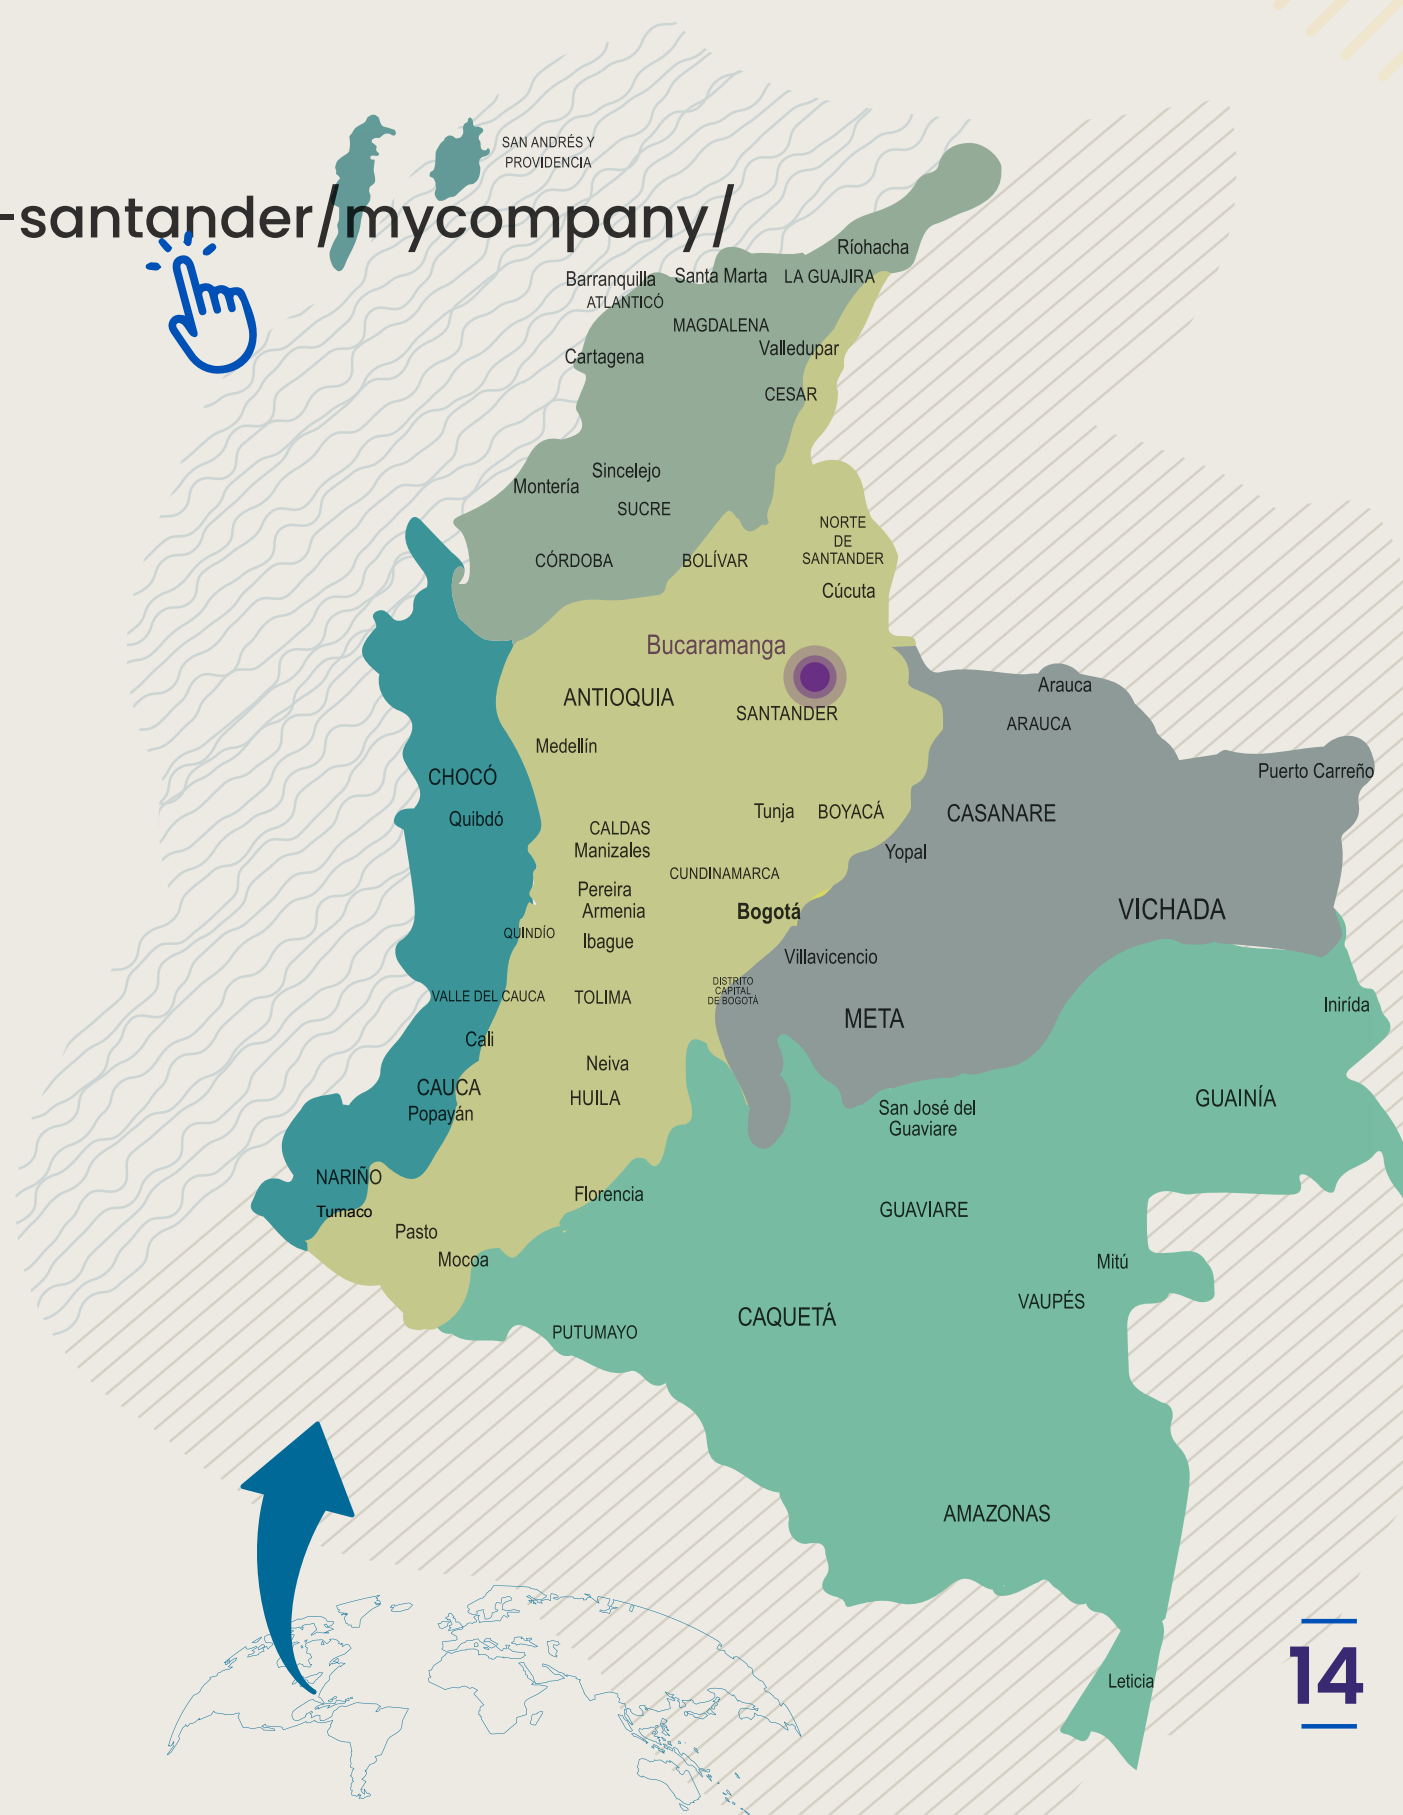 SAN ANDRÉS Y
PROVIDENCIA
-santander/mycompany/
Ríohacha
Barranquilla
Santa Marta
LA GUAJIRA
ATLANTICÓ
MAGDALENA
Valledupar
Cartagena
CESAR
Sincelejo
Montería
SUCRE
NORTE
DE
SANTANDER
CÓRDOBA
BOLÍVAR
Cúcuta
Bucaramanga
Arauca
ANTIOQUIA
SANTANDER
ARAUCA
Medellín
Puerto Carreño
CHOCÓ
Quibdó
Tunja
BOYACÁ
CASANARE
CALDAS
Manizales
Yopal
CUNDINAMARCA
Pereira
Armenia
Bogotá
VICHADA
QUINDÍO
Ibague
Villavicencio
DISTRITO
CAPITAL
DE BOGOTÁ
VALLE DEL CAUCA
TOLIMA
Inirída
META
Cali
Neiva
CAUCA
HUILA
GUAINÍA
Popayán
San José del
Guaviare
NARIÑO
Florencia
Tumaco
GUAVIARE
Pasto
Mocoa
Mitú
VAUPÉS
CAQUETÁ
PUTUMAYO
AMAZONAS
Leticia
14